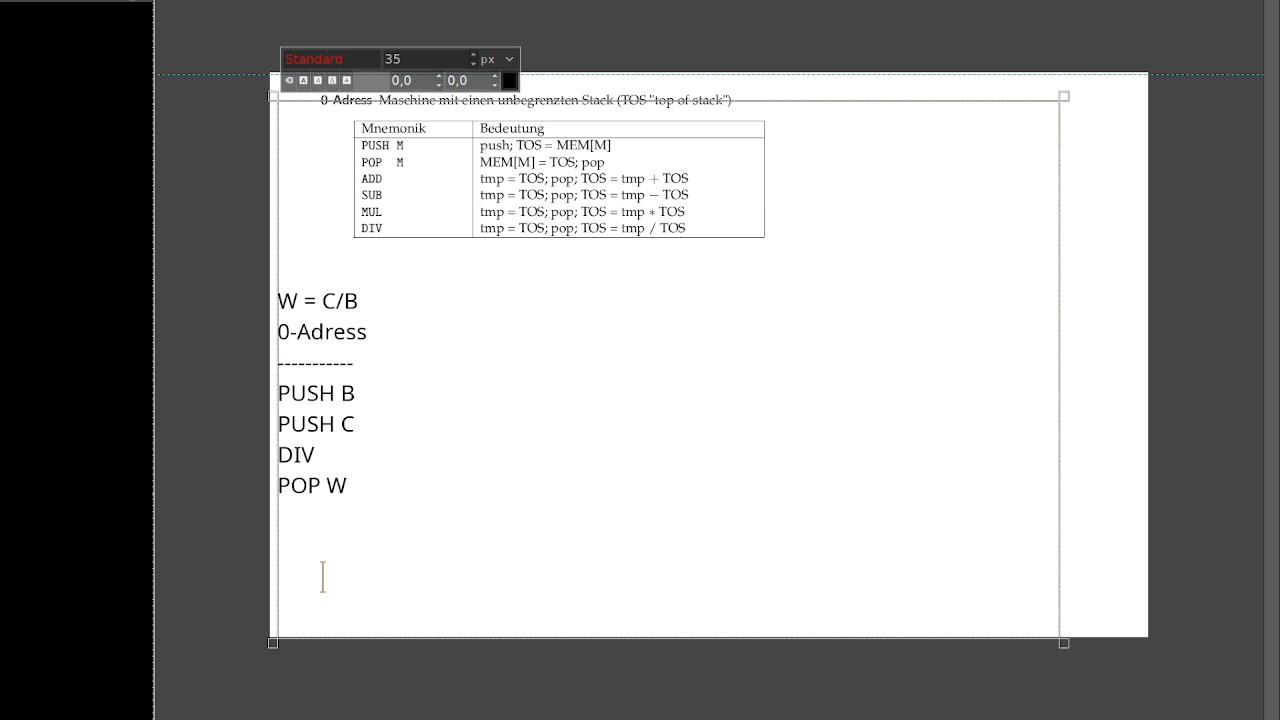 Standard 35 px
0,0 0,0
0-Adress Maschine mit einen unbegrenzten Stack (TOS "top of stack")
Mnemonik Bedeutung
PUSH M push; TOS = MEM[M]
POP M MEM[M] = TOS; pop
ADD tmp = TOS; pop; TOS = tmp + TOS
SUB tmp = TOS; pop; TOS = tmp − TOS
MUL tmp = TOS; pop; TOS = tmp ∗ TOS
DIV tmp = TOS; pop; TOS = tmp / TOS
W = C/B
0-Adress
-----------
PUSH B
PUSH C
DIV
POP W